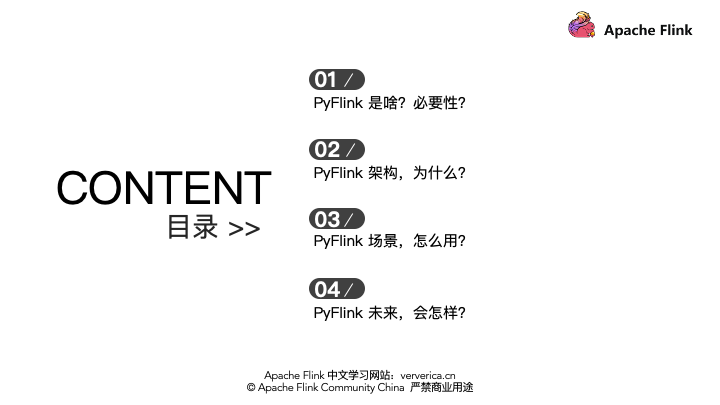 Apache Flink
CONTENT
目录 >>
01 /
PyFlink 是啥？必要性？
02 /
PyFlink 架构，为什么？
03 /
PyFlink 场景，怎么用？
04 /
PyFlink 未来，会怎样？
Apache Flink 中文学习网站：ververica.cn
© Apache Flink Community China 严禁商业用途